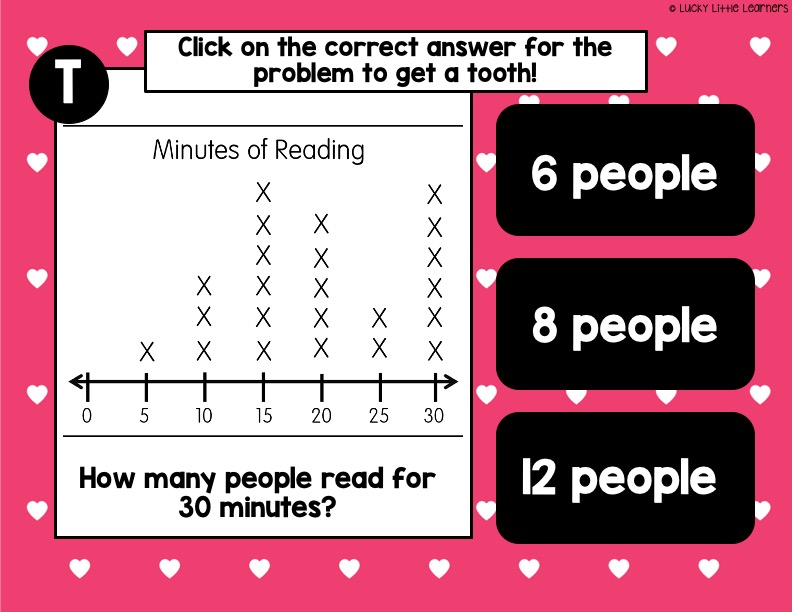 © Lucky Little Learners
Click on the correct answer for the
problem to get a tooth!
T
Minutes of Reading
X X
X X X
X X X
X X X X
X X X X X
X X X X X X
0 5 10 15 20 25 30
How many people read for
30 minutes?
6 people
8 people
12 people